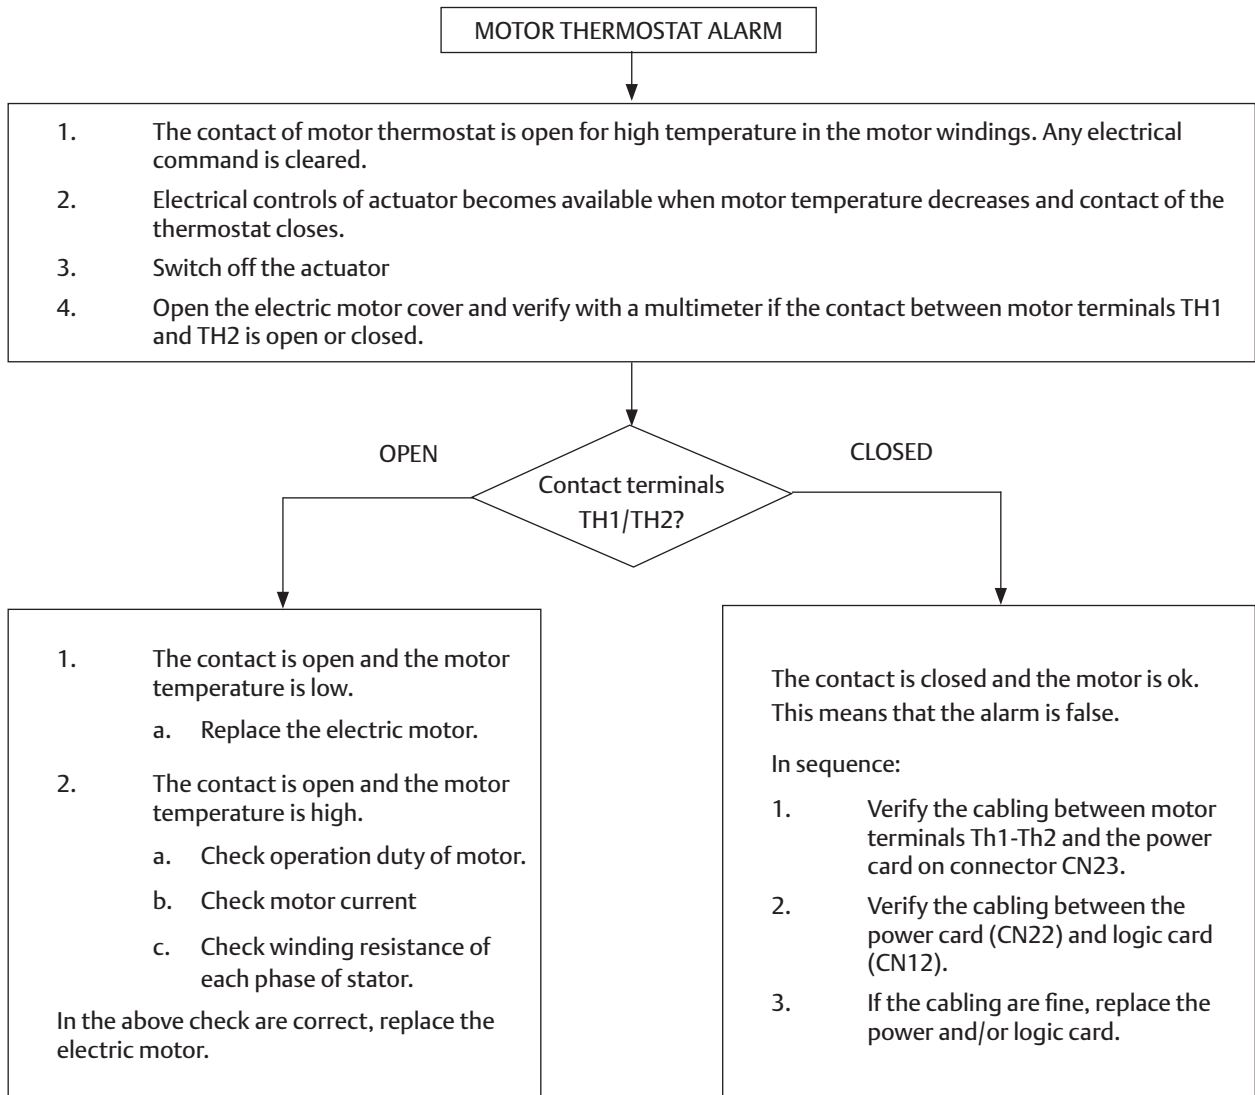 MOTOR THERMOSTAT ALARM
1. The contact of motor thermostat is open for high temperature in the motor windings. Any electrical
command is cleared.
2. Electrical controls of actuator becomes available when motor temperature decreases and contact of the
thermostat closes.
3. Switch off the actuator
4. Open the electric motor cover and verify with a multimeter if the contact between motor terminals TH1
and TH2 is open or closed.
OPEN
CLOSED
Contact terminals
TH1/TH2?
1. The contact is open and the motor
temperature is low.
a. Replace the electric motor.
2. The contact is open and the motor
temperature is high.
a. Check operation duty of motor.
b. Check motor current
c. Check winding resistance of
each phase of stator.
In the above check are correct, replace the
electric motor.
The contact is closed and the motor is ok.
This means that the alarm is false.
In sequence:
1. Verify the cabling between motor
terminals Th1-Th2 and the power
card on connector CN23.
2. Verify the cabling between the
power card (CN22) and logic card
(CN12).
3. If the cabling are fine, replace the
power and/or logic card.